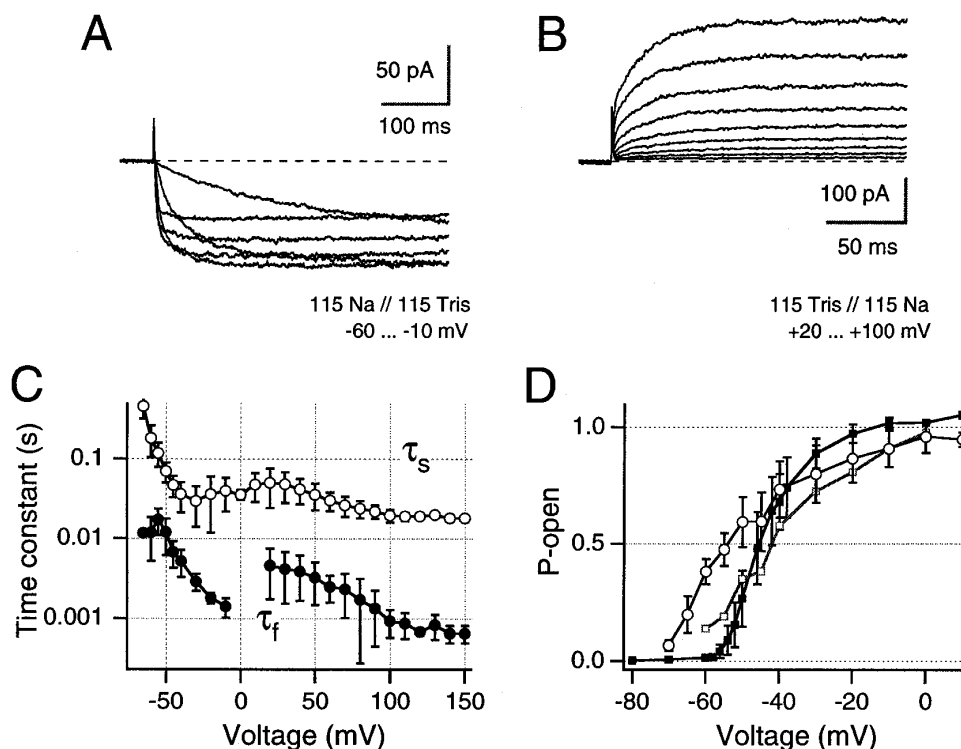 A
50 pA
100 ms
115 Na // 115 Tris
-60 ... -10 mV
B
100 pA
50 ms
115 Tris // 115 Na
+20 ... +100 mV
C
Time constant (s)
0.1
0.01
0.001
τs
τf
-50
0
50
100
150
Voltage (mV)
D
P-open
1.0
0.5
0.0
-80
-60
-40
-20
0
Voltage (mV)